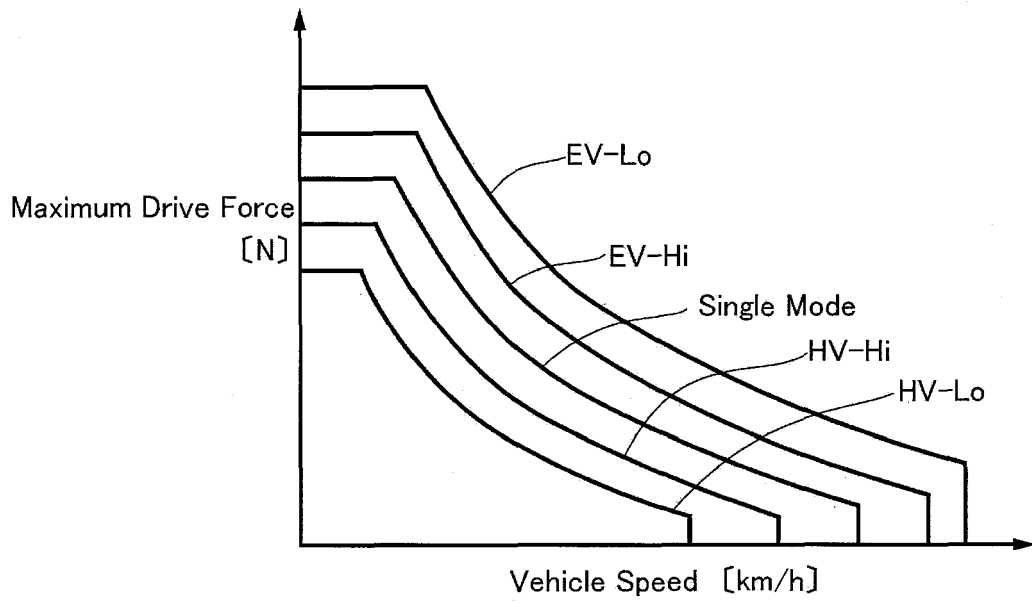 EV-Lo
Maximum Drive Force
[N]
EV-Hi
Single Mode
HV-Hi
HV-Lo
Vehicle Speed [km/h]